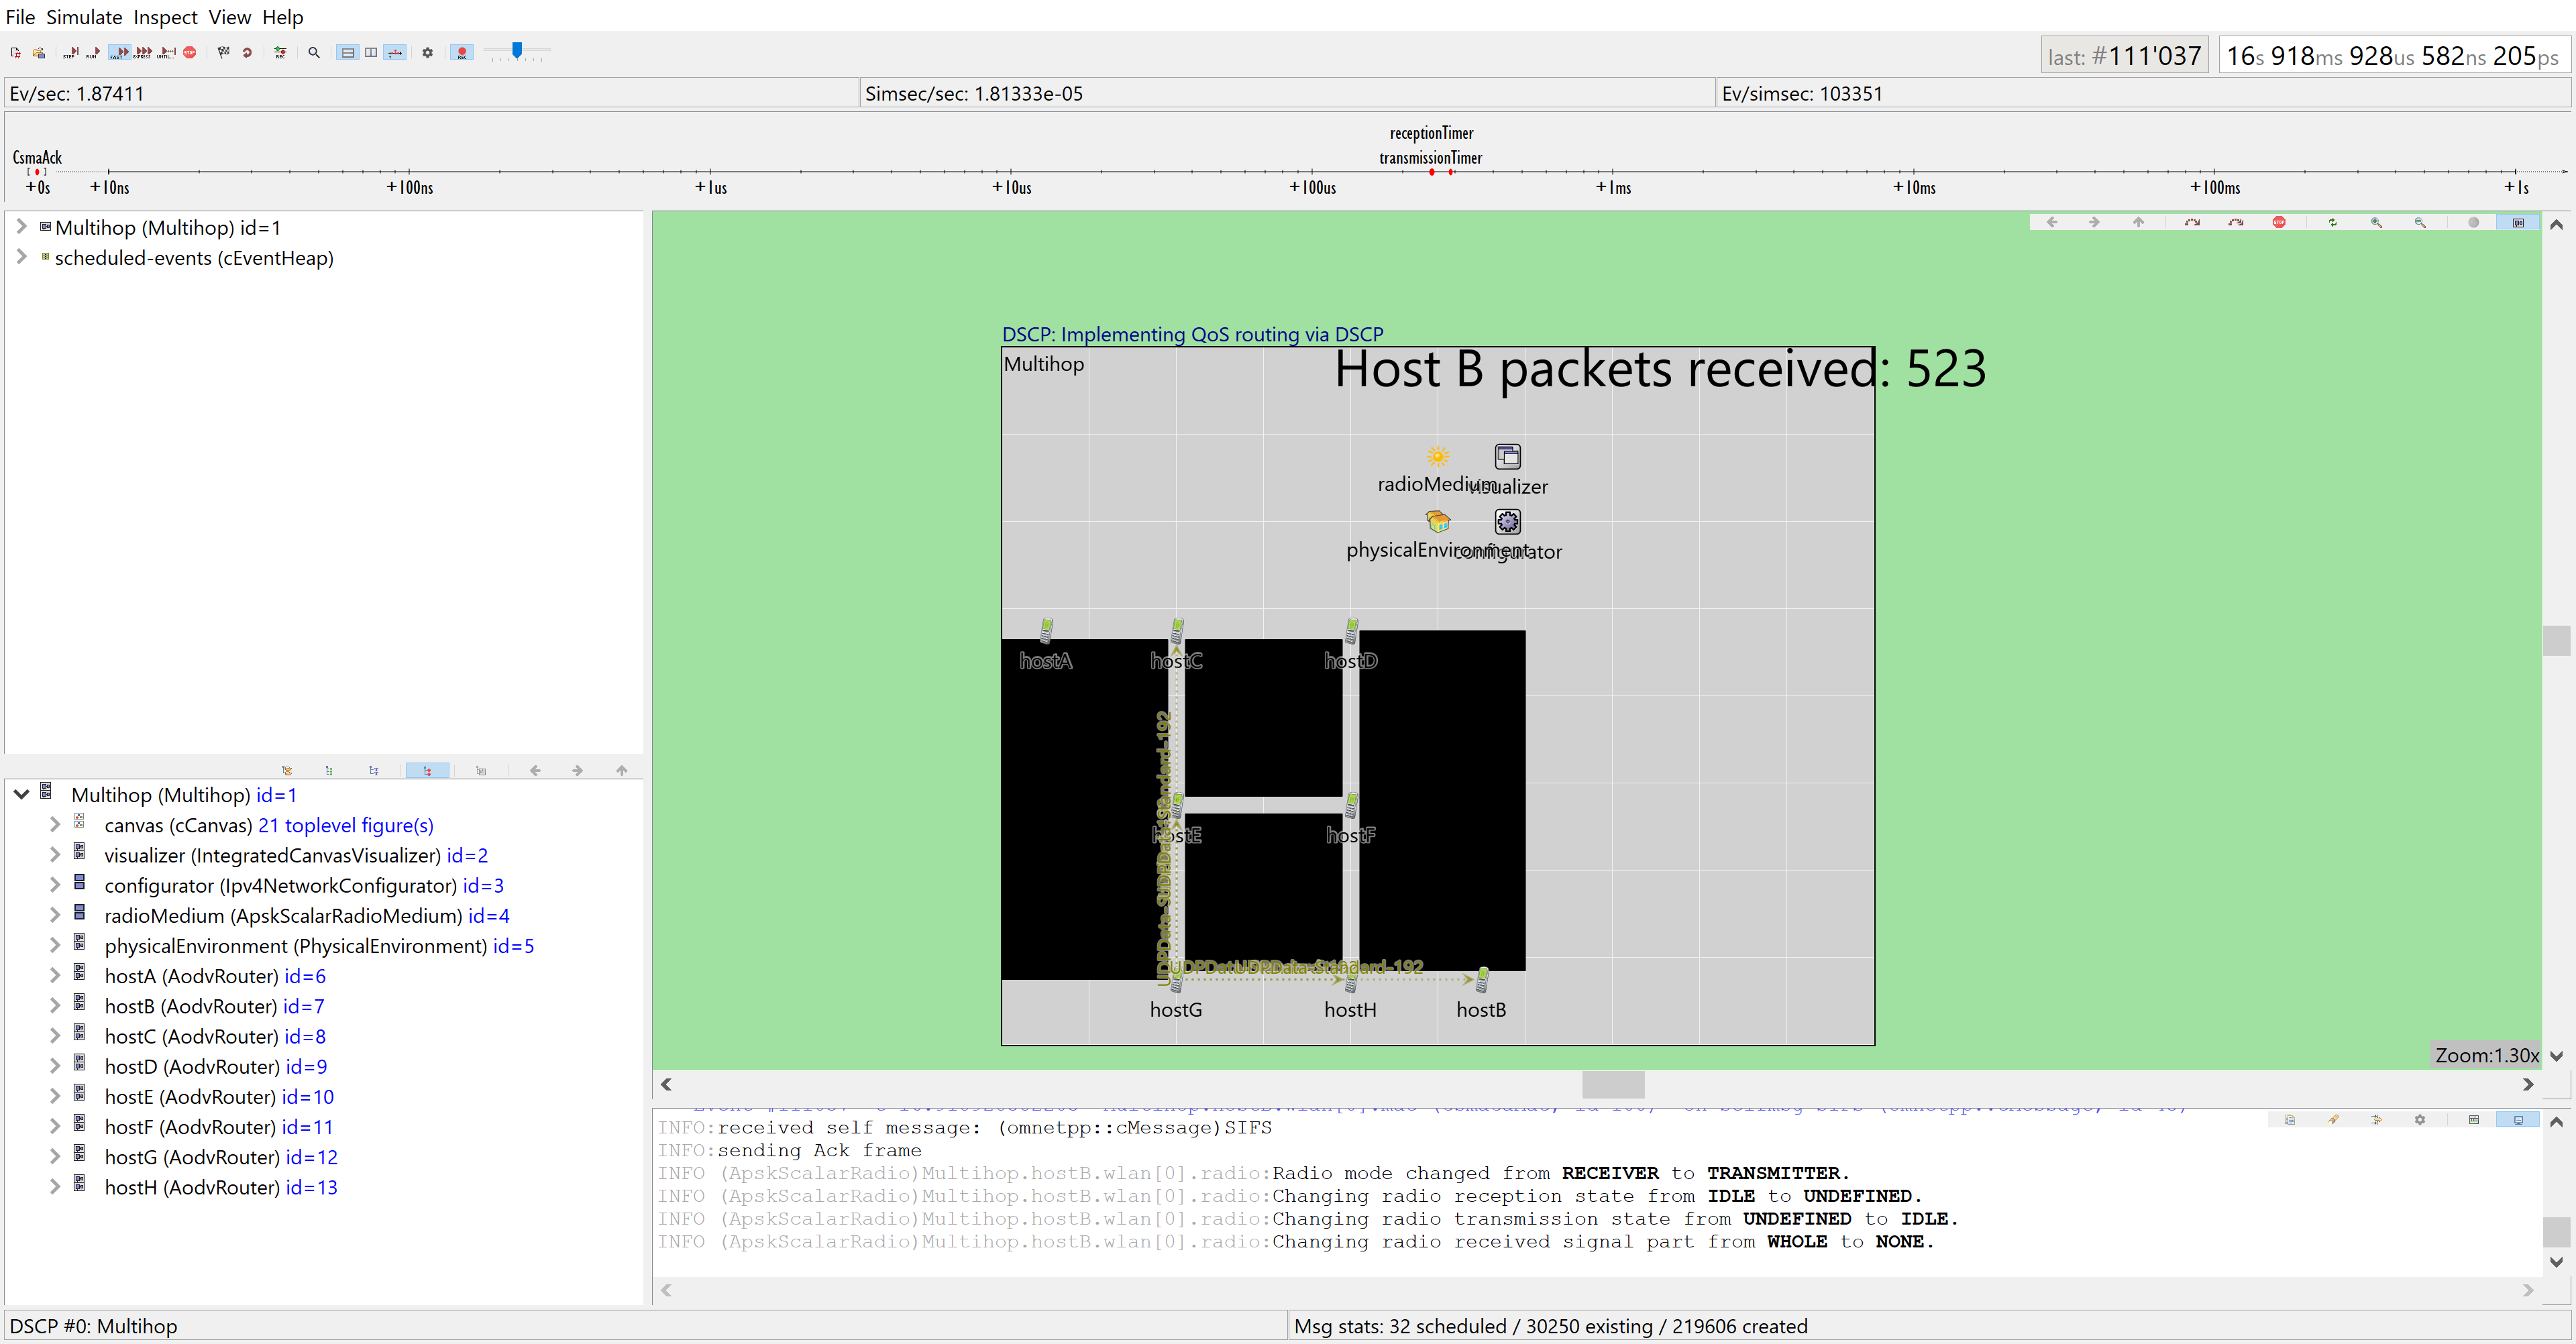 File Simulate Inspect View Help
STEP RUN FAST EXPRESS UNTIL... STOP REC REC
last: #111'037 16s 918ms 928us 582ns 205ps
Ev/sec: 1.87411 Simsec/sec: 1.81333e-05 Ev/simsec: 103351
receptionTimer
CsmaAck transmissionTimer
+0s +10ns +100ns +1us +10us +100us +1ms +10ms +100ms +1s
Multihop (Multihop) id=1
scheduled-events (cEventHeap)
Multihop (Multihop) id=1
canvas (cCanvas) 21 toplevel figure(s)
visualizer (IntegratedCanvasVisualizer) id=2
configurator (Ipv4NetworkConfigurator) id=3
radioMedium (ApskScalarRadioMedium) id=4
physicalEnvironment (PhysicalEnvironment) id=5
hostA (AodvRouter) id=6
hostB (AodvRouter) id=7
hostC (AodvRouter) id=8
hostD (AodvRouter) id=9
hostE (AodvRouter) id=10
hostF (AodvRouter) id=11
hostG (AodvRouter) id=12
hostH (AodvRouter) id=13
DSCP: Implementing QoS routing via DSCP
Multihop
Host B packets received: 523
radioMedium visualizer
physicalEnvironment configurator
hostA hostC hostD
hostE hostF
UDPData-Standard-192
hostG hostH hostB
Zoom:1.30x
INFO:received self message: (omnetpp::cMessage)SIFS
INFO:sending Ack frame
INFO (ApskScalarRadio)Multihop.hostB.wlan[0].radio:Radio mode changed from RECEIVER to TRANSMITTER.
INFO (ApskScalarRadio)Multihop.hostB.wlan[0].radio:Changing radio reception state from IDLE to UNDEFINED.
INFO (ApskScalarRadio)Multihop.hostB.wlan[0].radio:Changing radio transmission state from UNDEFINED to IDLE.
INFO (ApskScalarRadio)Multihop.hostB.wlan[0].radio:Changing radio received signal part from WHOLE to NONE.
DSCP #0: Multihop Msg stats: 32 scheduled / 30250 existing / 219606 created